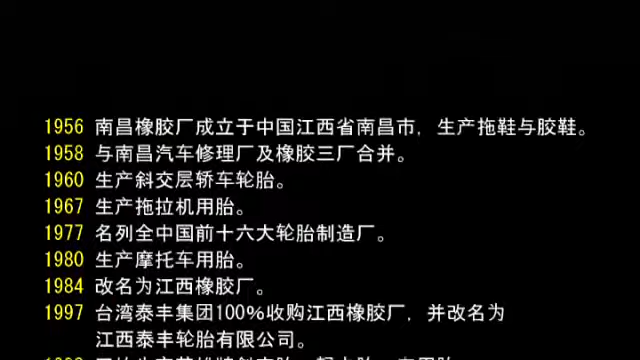 1956 南昌橡胶厂成立于中国江西省南昌市，生产拖鞋与胶鞋。
1958 与南昌汽车修理厂及橡胶三厂合并。
1960 生产斜交层轿车轮胎。
1967 生产拖拉机用胎。
1977 名列全中国前十六大轮胎制造厂。
1980 生产摩托车用胎。
1984 改名为江西橡胶厂。
1997 台湾泰丰集团100%收购江西橡胶厂，并改名为
江西泰丰轮胎有限公司。